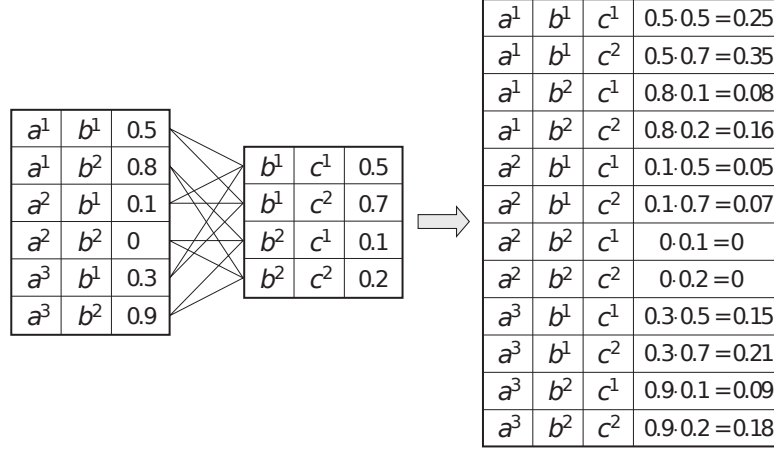 a¹ b¹ 0.5
a¹ b² 0.8
a² b¹ 0.1
a² b² 0
a³ b¹ 0.3
a³ b² 0.9
b¹ c¹ 0.5
b¹ c² 0.7
b² c¹ 0.1
b² c² 0.2
a¹ b¹ c¹ 0.5·0.5=0.25
a¹ b¹ c² 0.5·0.7=0.35
a¹ b² c¹ 0.8·0.1=0.08
a¹ b² c² 0.8·0.2=0.16
a² b¹ c¹ 0.1·0.5=0.05
a² b¹ c² 0.1·0.7=0.07
a² b² c¹ 0·0.1=0
a² b² c² 0·0.2=0
a³ b¹ c¹ 0.3·0.5=0.15
a³ b¹ c² 0.3·0.7=0.21
a³ b² c¹ 0.9·0.1=0.09
a³ b² c² 0.9·0.2=0.18